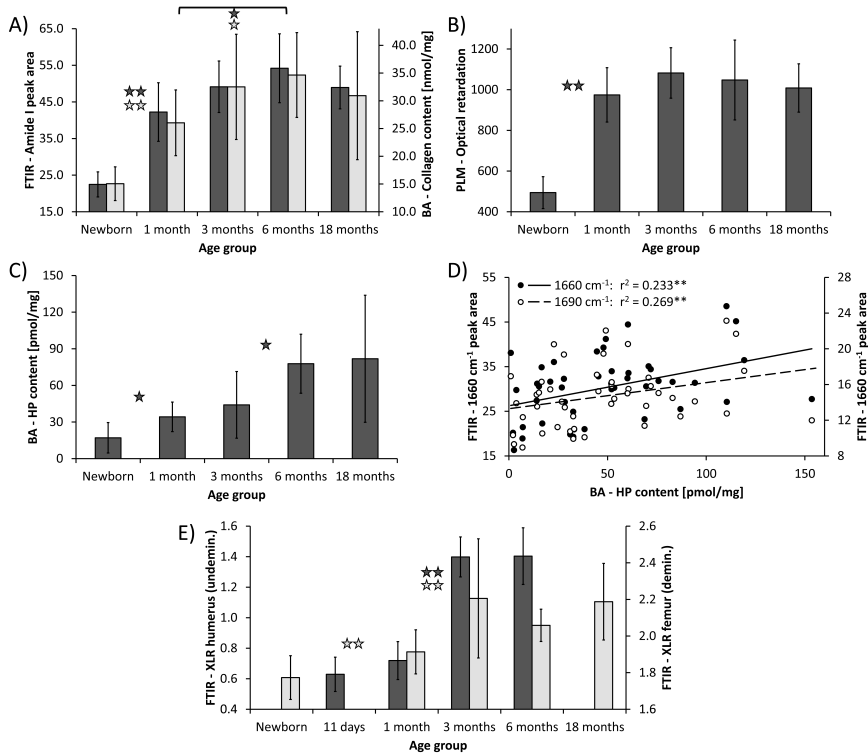 A)
FTIR - Amide I peak area
65.0
55.0
45.0
35.0
25.0
15.0
BA - Collagen content [nmol/mg]
40.0
35.0
30.0
25.0
20.0
15.0
10.0
Newborn 1 month 3 months 6 months 18 months
Age group
B)
PLM - Optical retardation
1200
1000
800
600
400
Newborn 1 month 3 months 6 months 18 months
Age group
C)
BA - HP content [pmol/mg]
150
120
90
60
30
0
Newborn 1 month 3 months 6 months 18 months
Age group
D)
FTIR - 1660 cm⁻¹ peak area
55
45
35
25
15
1660 cm⁻¹: r² = 0.233**
1690 cm⁻¹: r² = 0.269**
FTIR - 1660 cm⁻¹ peak area
28
24
20
16
12
8
0 50 100 150
BA - HP content [pmol/mg]
E)
FTIR - XLR humerus (undemin.)
1.6
1.4
1.2
1.0
0.8
0.6
0.4
FTIR - XLR femur (demin.)
2.6
2.4
2.2
2.0
1.8
1.6
Newborn 11 days 1 month 3 months 6 months 18 months
Age group